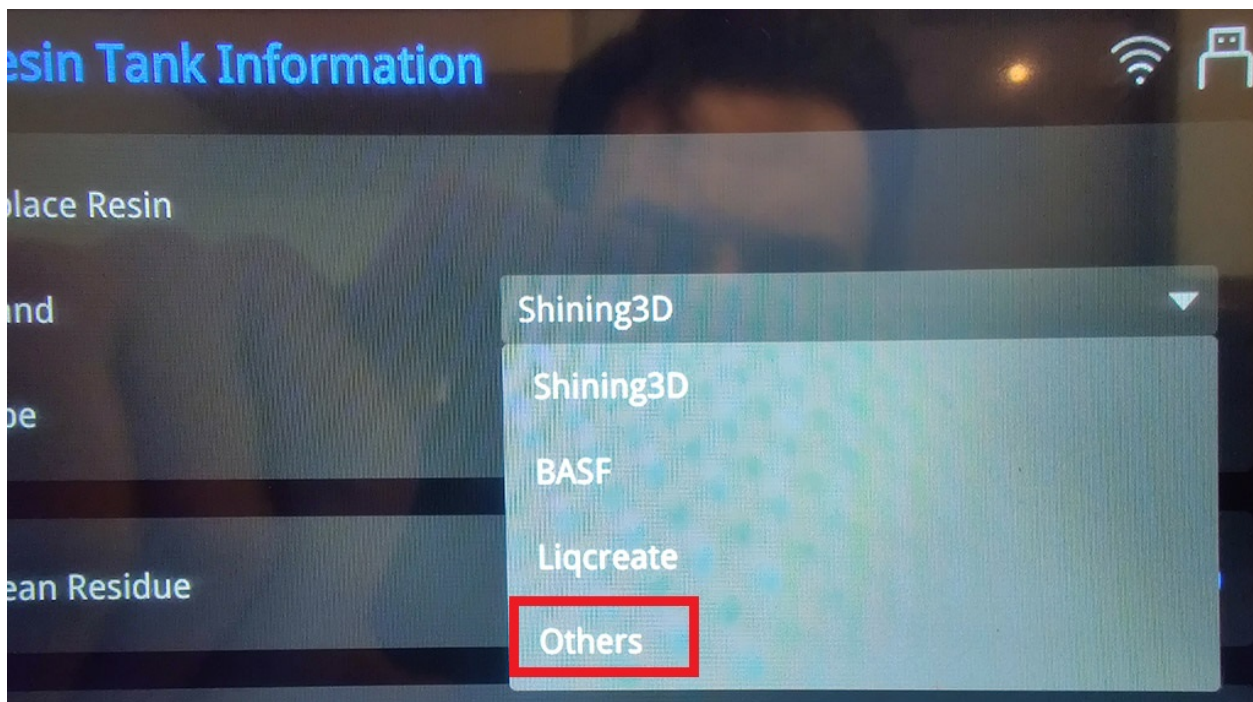 esin Tank Information
place Resin
and
Shining3D
pe
Shining3D
BASF
Liqcreate
ean Residue
Others